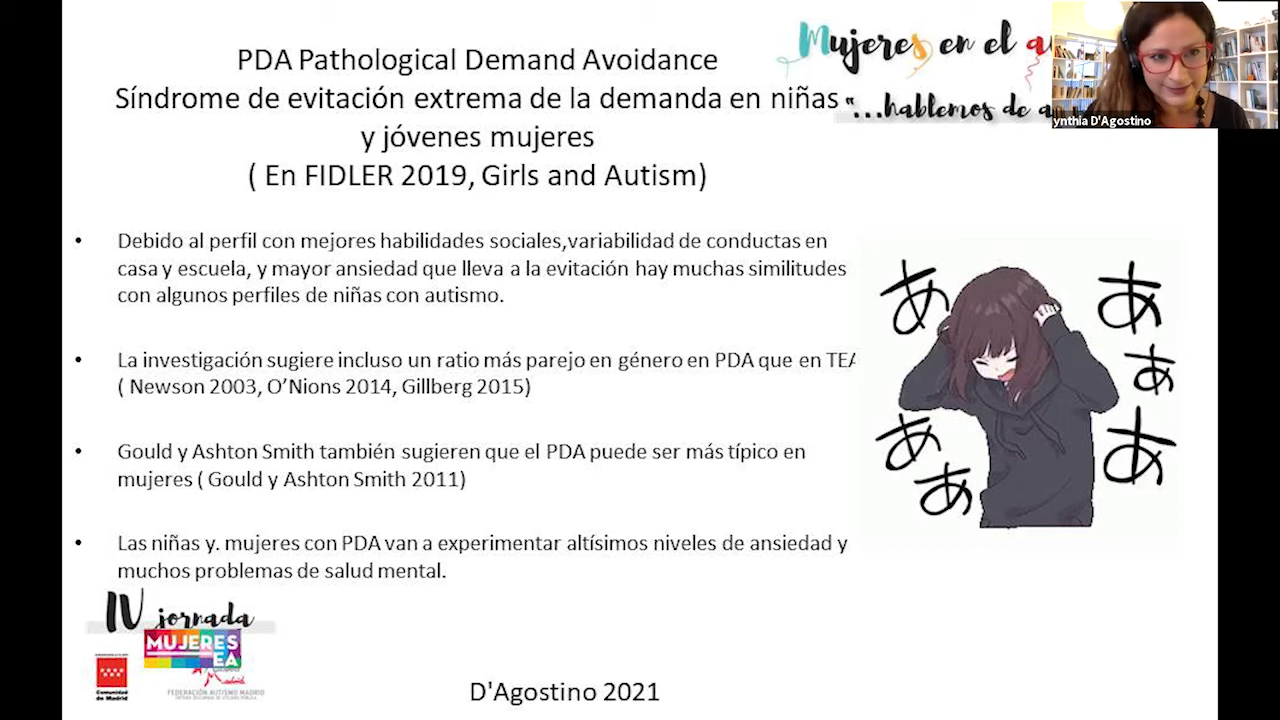 PDA Pathological Demand Avoidance
Síndrome de evitación extrema de la demanda en niñas
y jóvenes mujeres
( En FIDLER 2019, Girls and Autism)
Mujeres en el a
"...hablemos de
ynthia D'Agostino
• Debido al perfil con mejores habilidades sociales,variabilidad de conductas en
casa y escuela, y mayor ansiedad que lleva a la evitación hay muchas similitudes
con algunos perfiles de niñas con autismo.
• La investigación sugiere incluso un ratio más parejo en género en PDA que en TEA
( Newson 2003, O'Nions 2014, Gillberg 2015)
• Gould y Ashton Smith también sugieren que el PDA puede ser más típico en
mujeres ( Gould y Ashton Smith 2011)
• Las niñas y. mujeres con PDA van a experimentar altísimos niveles de ansiedad y
muchos problemas de salud mental.
あ あ
あ
あ あ
あ
IV jornada
MUJERES
EA
Madrid
Comunidad
de Madrid
FEDERACIÓN AUTISMO MADRID
D'Agostino 2021